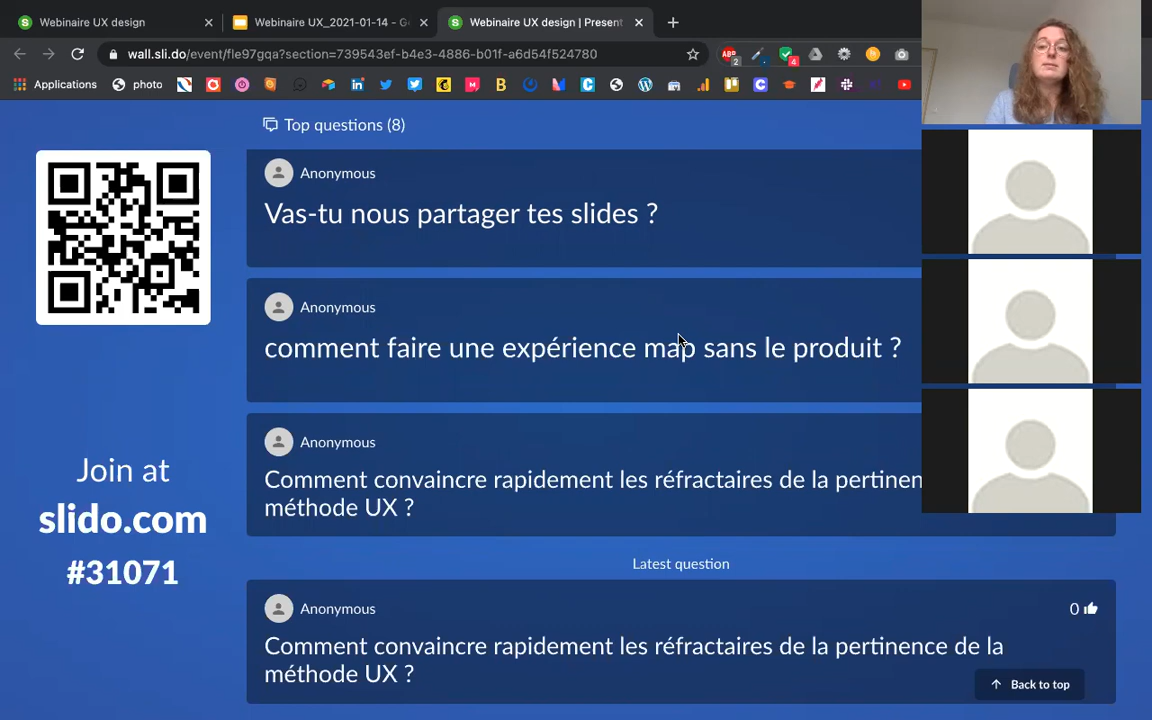 Webinaire UX design
Webinaire UX_2021-01-14 - G
Webinaire UX design | Present
wall.sli.do/event/fle97gqa?section=739543ef-b4e3-4886-b01f-a6d54f524780
ABP
2
4
Applications
photo
Top questions (8)
Anonymous
Vas-tu nous partager tes slides ?
Anonymous
comment faire une expérience map sans le produit ?
Anonymous
Comment convaincre rapidement les réfractaires de la pertinen
méthode UX ?
Join at
slido.com
#31071
Latest question
Anonymous
0
Comment convaincre rapidement les réfractaires de la pertinence de la
méthode UX ?
Back to top